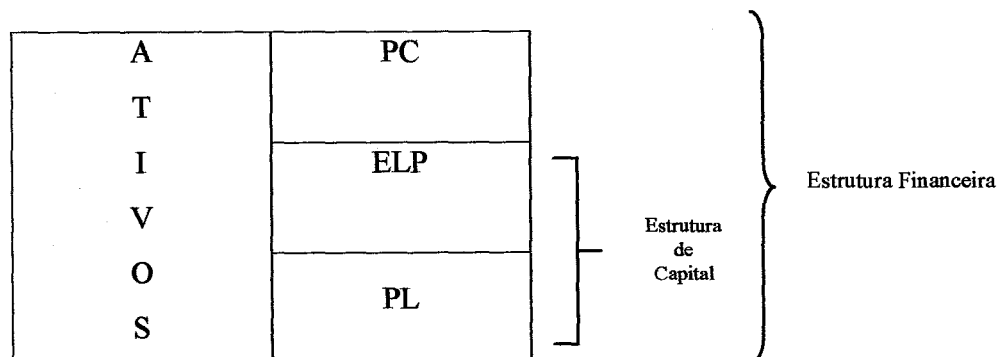 A
T
I
V
O
S
PC
ELP
PL
Estrutura
de
Capital
Estrutura Financeira